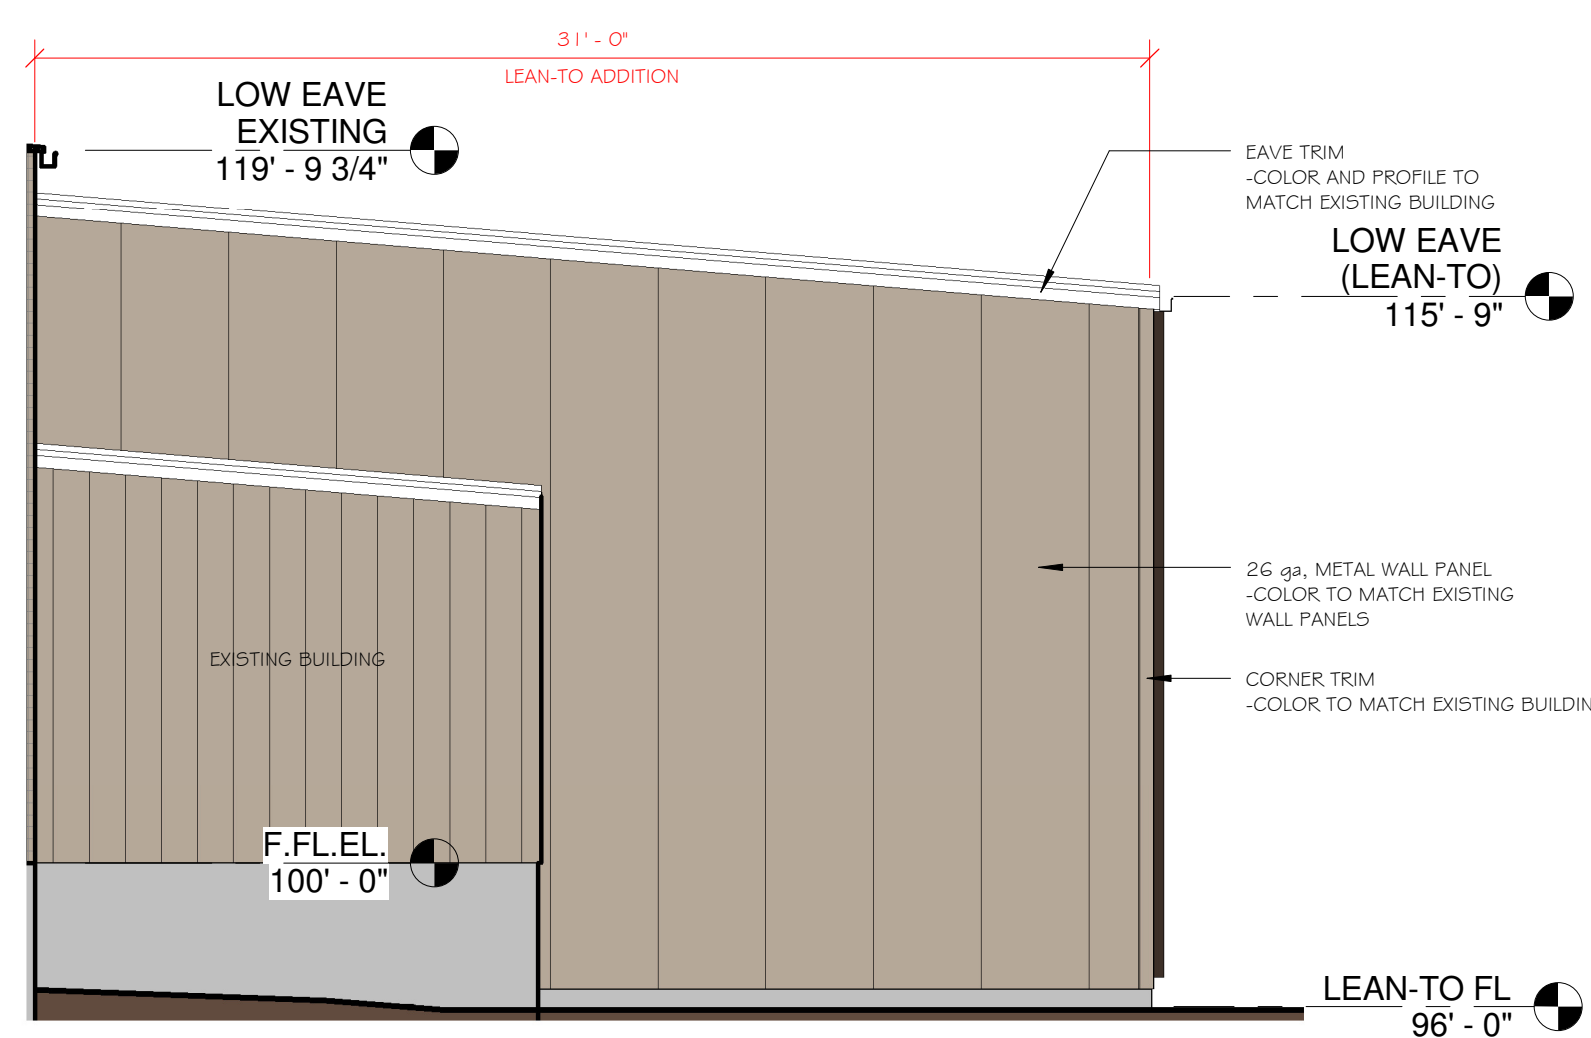 31' - 0"
LEAN-TO ADDITION
LOW EAVE
EXISTING
119' - 9 3/4"
EAVE TRIM
-COLOR AND PROFILE TO
MATCH EXISTING BUILDING
LOW EAVE
(LEAN-TO)
115' - 9"
26 ga, METAL WALL PANEL
-COLOR TO MATCH EXISTING
WALL PANELS
EXISTING BUILDING
CORNER TRIM
-COLOR TO MATCH EXISTING BUILDIN
F.FL.EL.
100' - 0"
LEAN-TO FL
96' - 0"